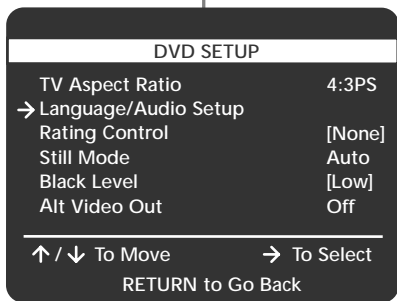 DVD SETUP
TV Aspect Ratio 4:3PS
→ Language/Audio Setup
Rating Control [None]
Still Mode Auto
Black Level [Low]
Alt Video Out Off
↑ / ↓ To Move → To Select
RETURN to Go Back